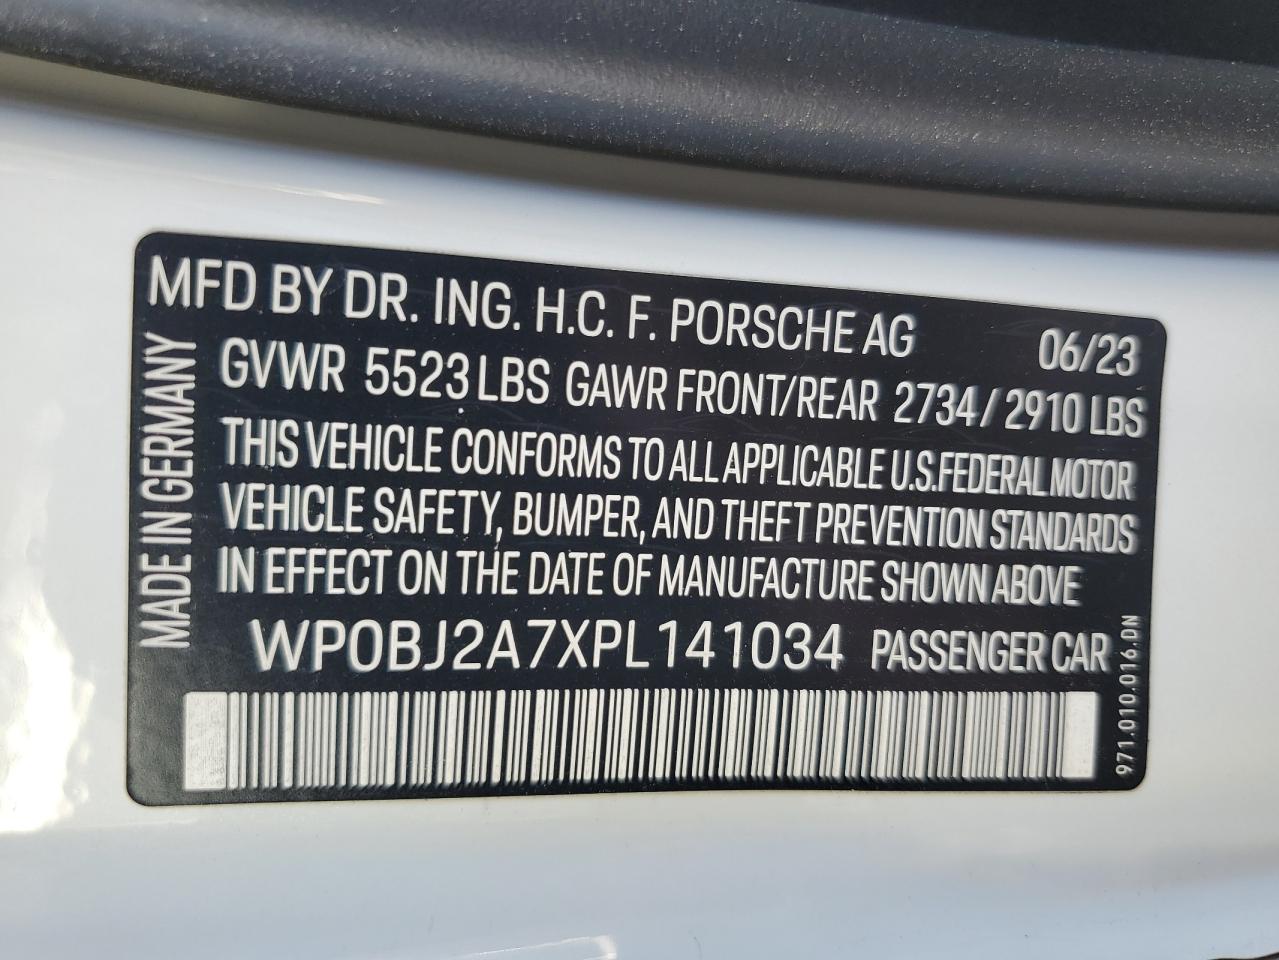 MFD BY DR. ING. H.C. F. PORSCHE AG 06/23
GVWR 5523 LBS GAWR FRONT/REAR 2734/2910 LBS
THIS VEHICLE CONFORMS TO ALL APPLICABLE U.S.FEDERAL MOTOR
VEHICLE SAFETY, BUMPER, AND THEFT PREVENTION STANDARDS
IN EFFECT ON THE DATE OF MANUFACTURE SHOWN ABOVE
WP0BJ2A7XPL141034 PASSENGER CAR
MADE IN GERMANY
971.010.016.DN